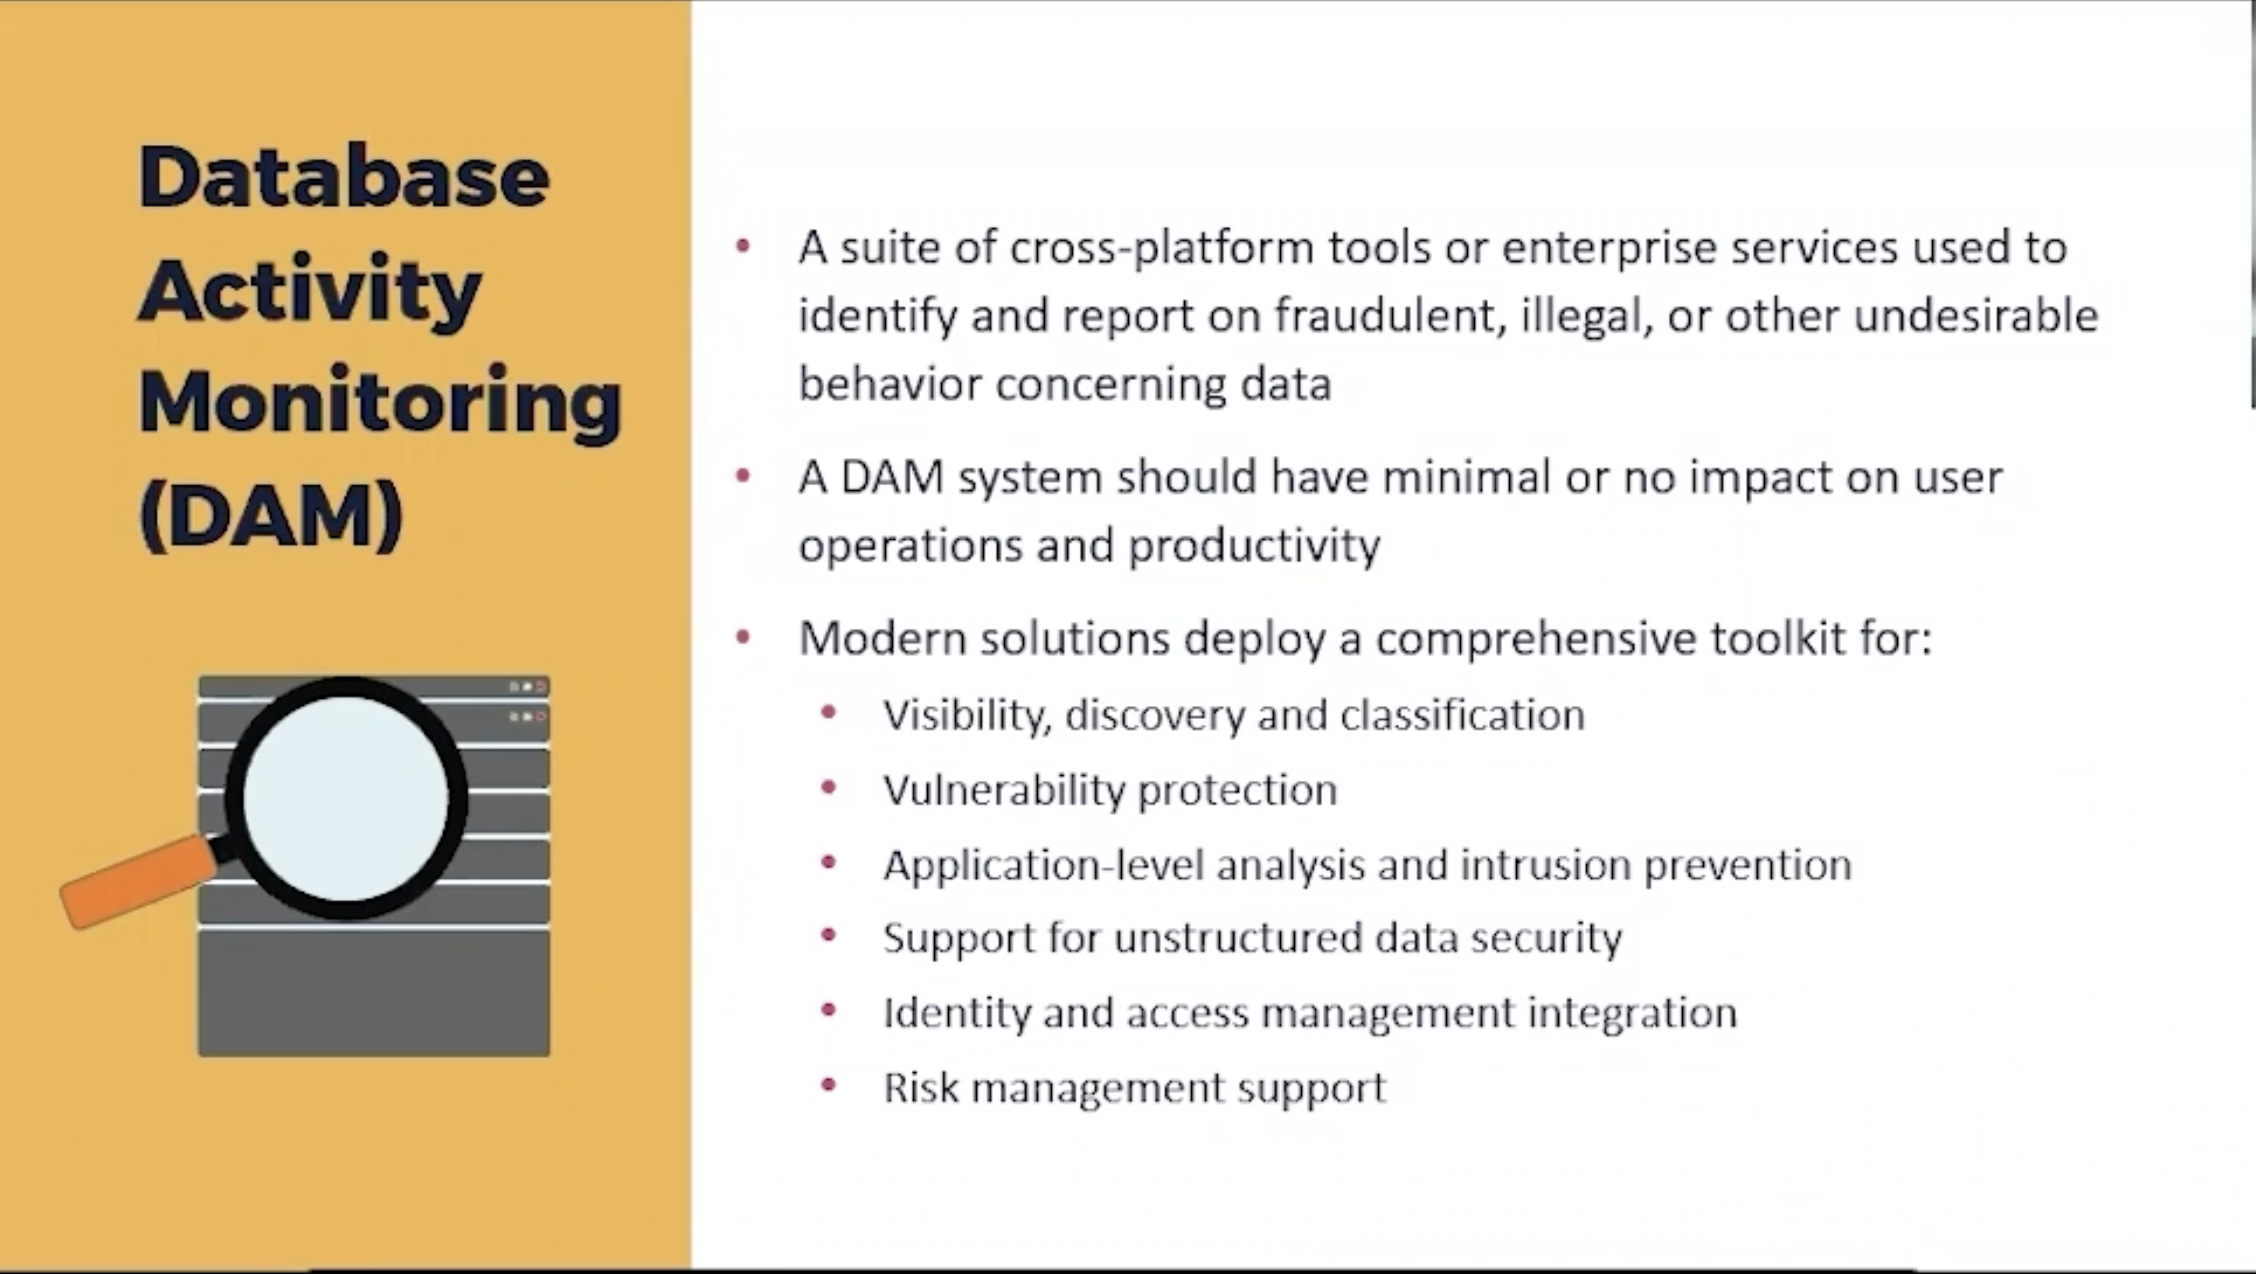 Database
Activity
Monitoring
(DAM)
• A suite of cross-platform tools or enterprise services used to
identify and report on fraudulent, illegal, or other undesirable
behavior concerning data
• A DAM system should have minimal or no impact on user
operations and productivity
• Modern solutions deploy a comprehensive toolkit for:
• Visibility, discovery and classification
• Vulnerability protection
• Application-level analysis and intrusion prevention
• Support for unstructured data security
• Identity and access management integration
• Risk management support